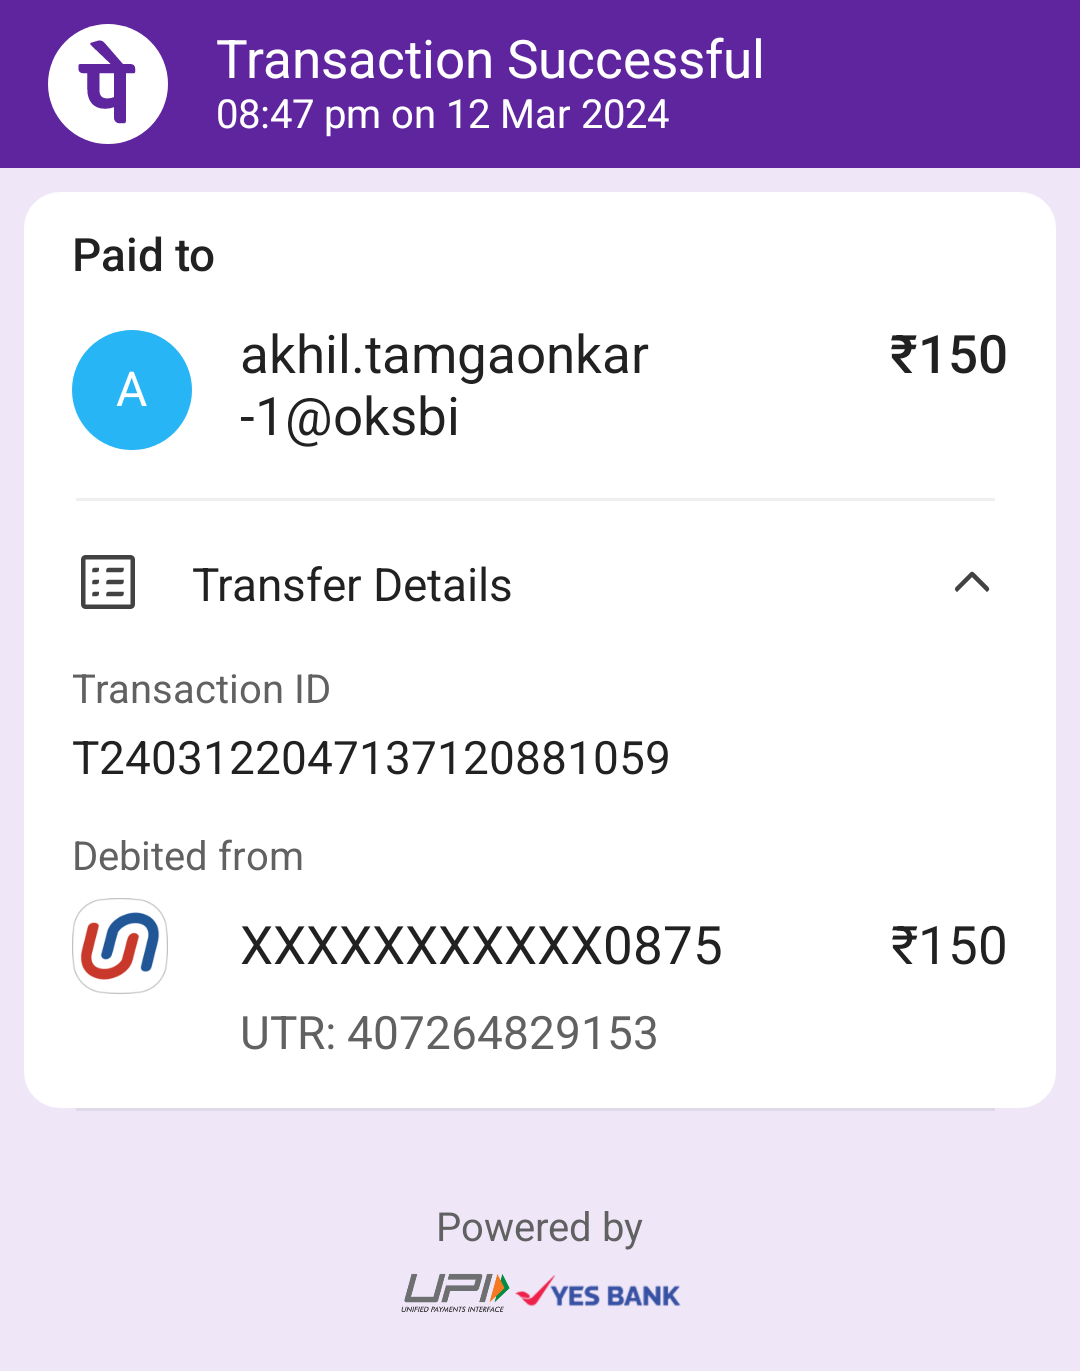 पे
Transaction Successful
08:47 pm on 12 Mar 2024
Paid to
A
akhil.tamgaonkar
-1@oksbi
₹150
Transfer Details
Transaction ID
T2403122047137120881059
Debited from
XXXXXXXXXXX0875
₹150
UTR: 407264829153
Powered by
UPI
UNIFIED PAYMENTS INTERFACE
YES BANK